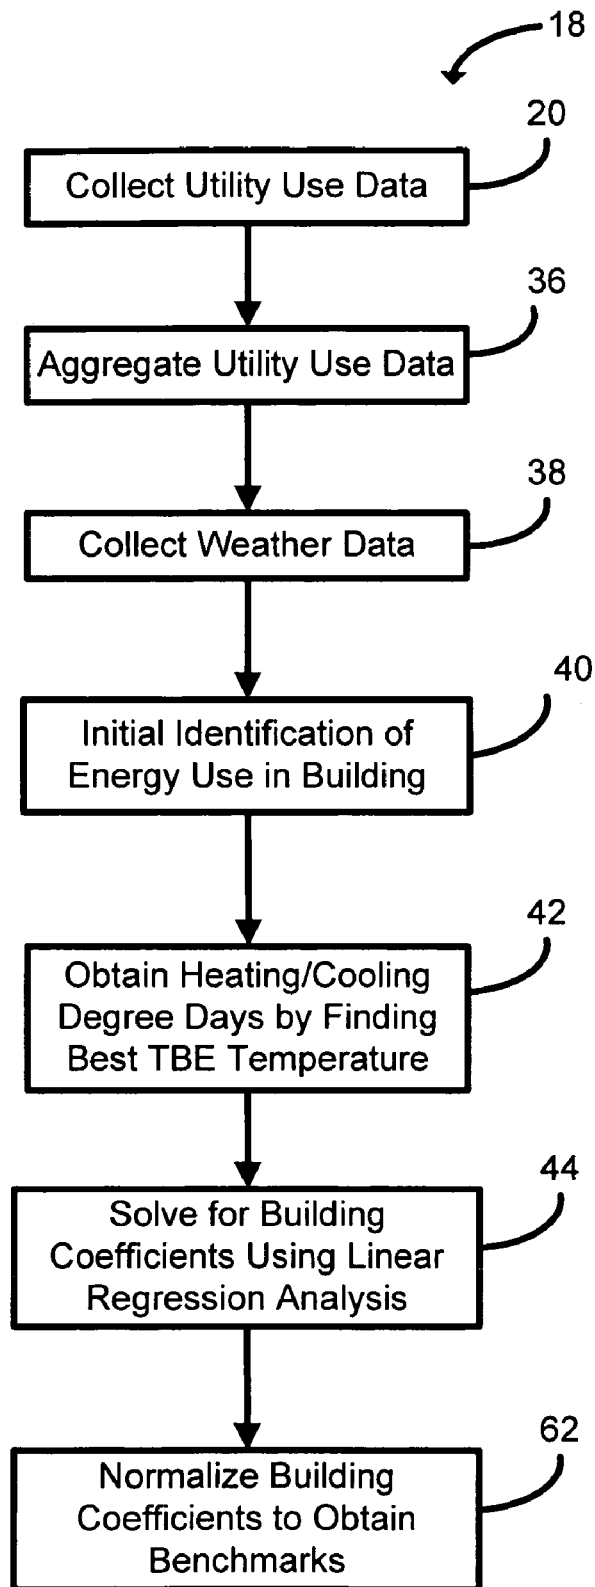 18
20
Collect Utility Use Data
36
Aggregate Utility Use Data
38
Collect Weather Data
40
Initial Identification of
Energy Use in Building
42
Obtain Heating/Cooling
Degree Days by Finding
Best TBE Temperature
44
Solve for Building
Coefficients Using Linear
Regression Analysis
62
Normalize Building
Coefficients to Obtain
Benchmarks